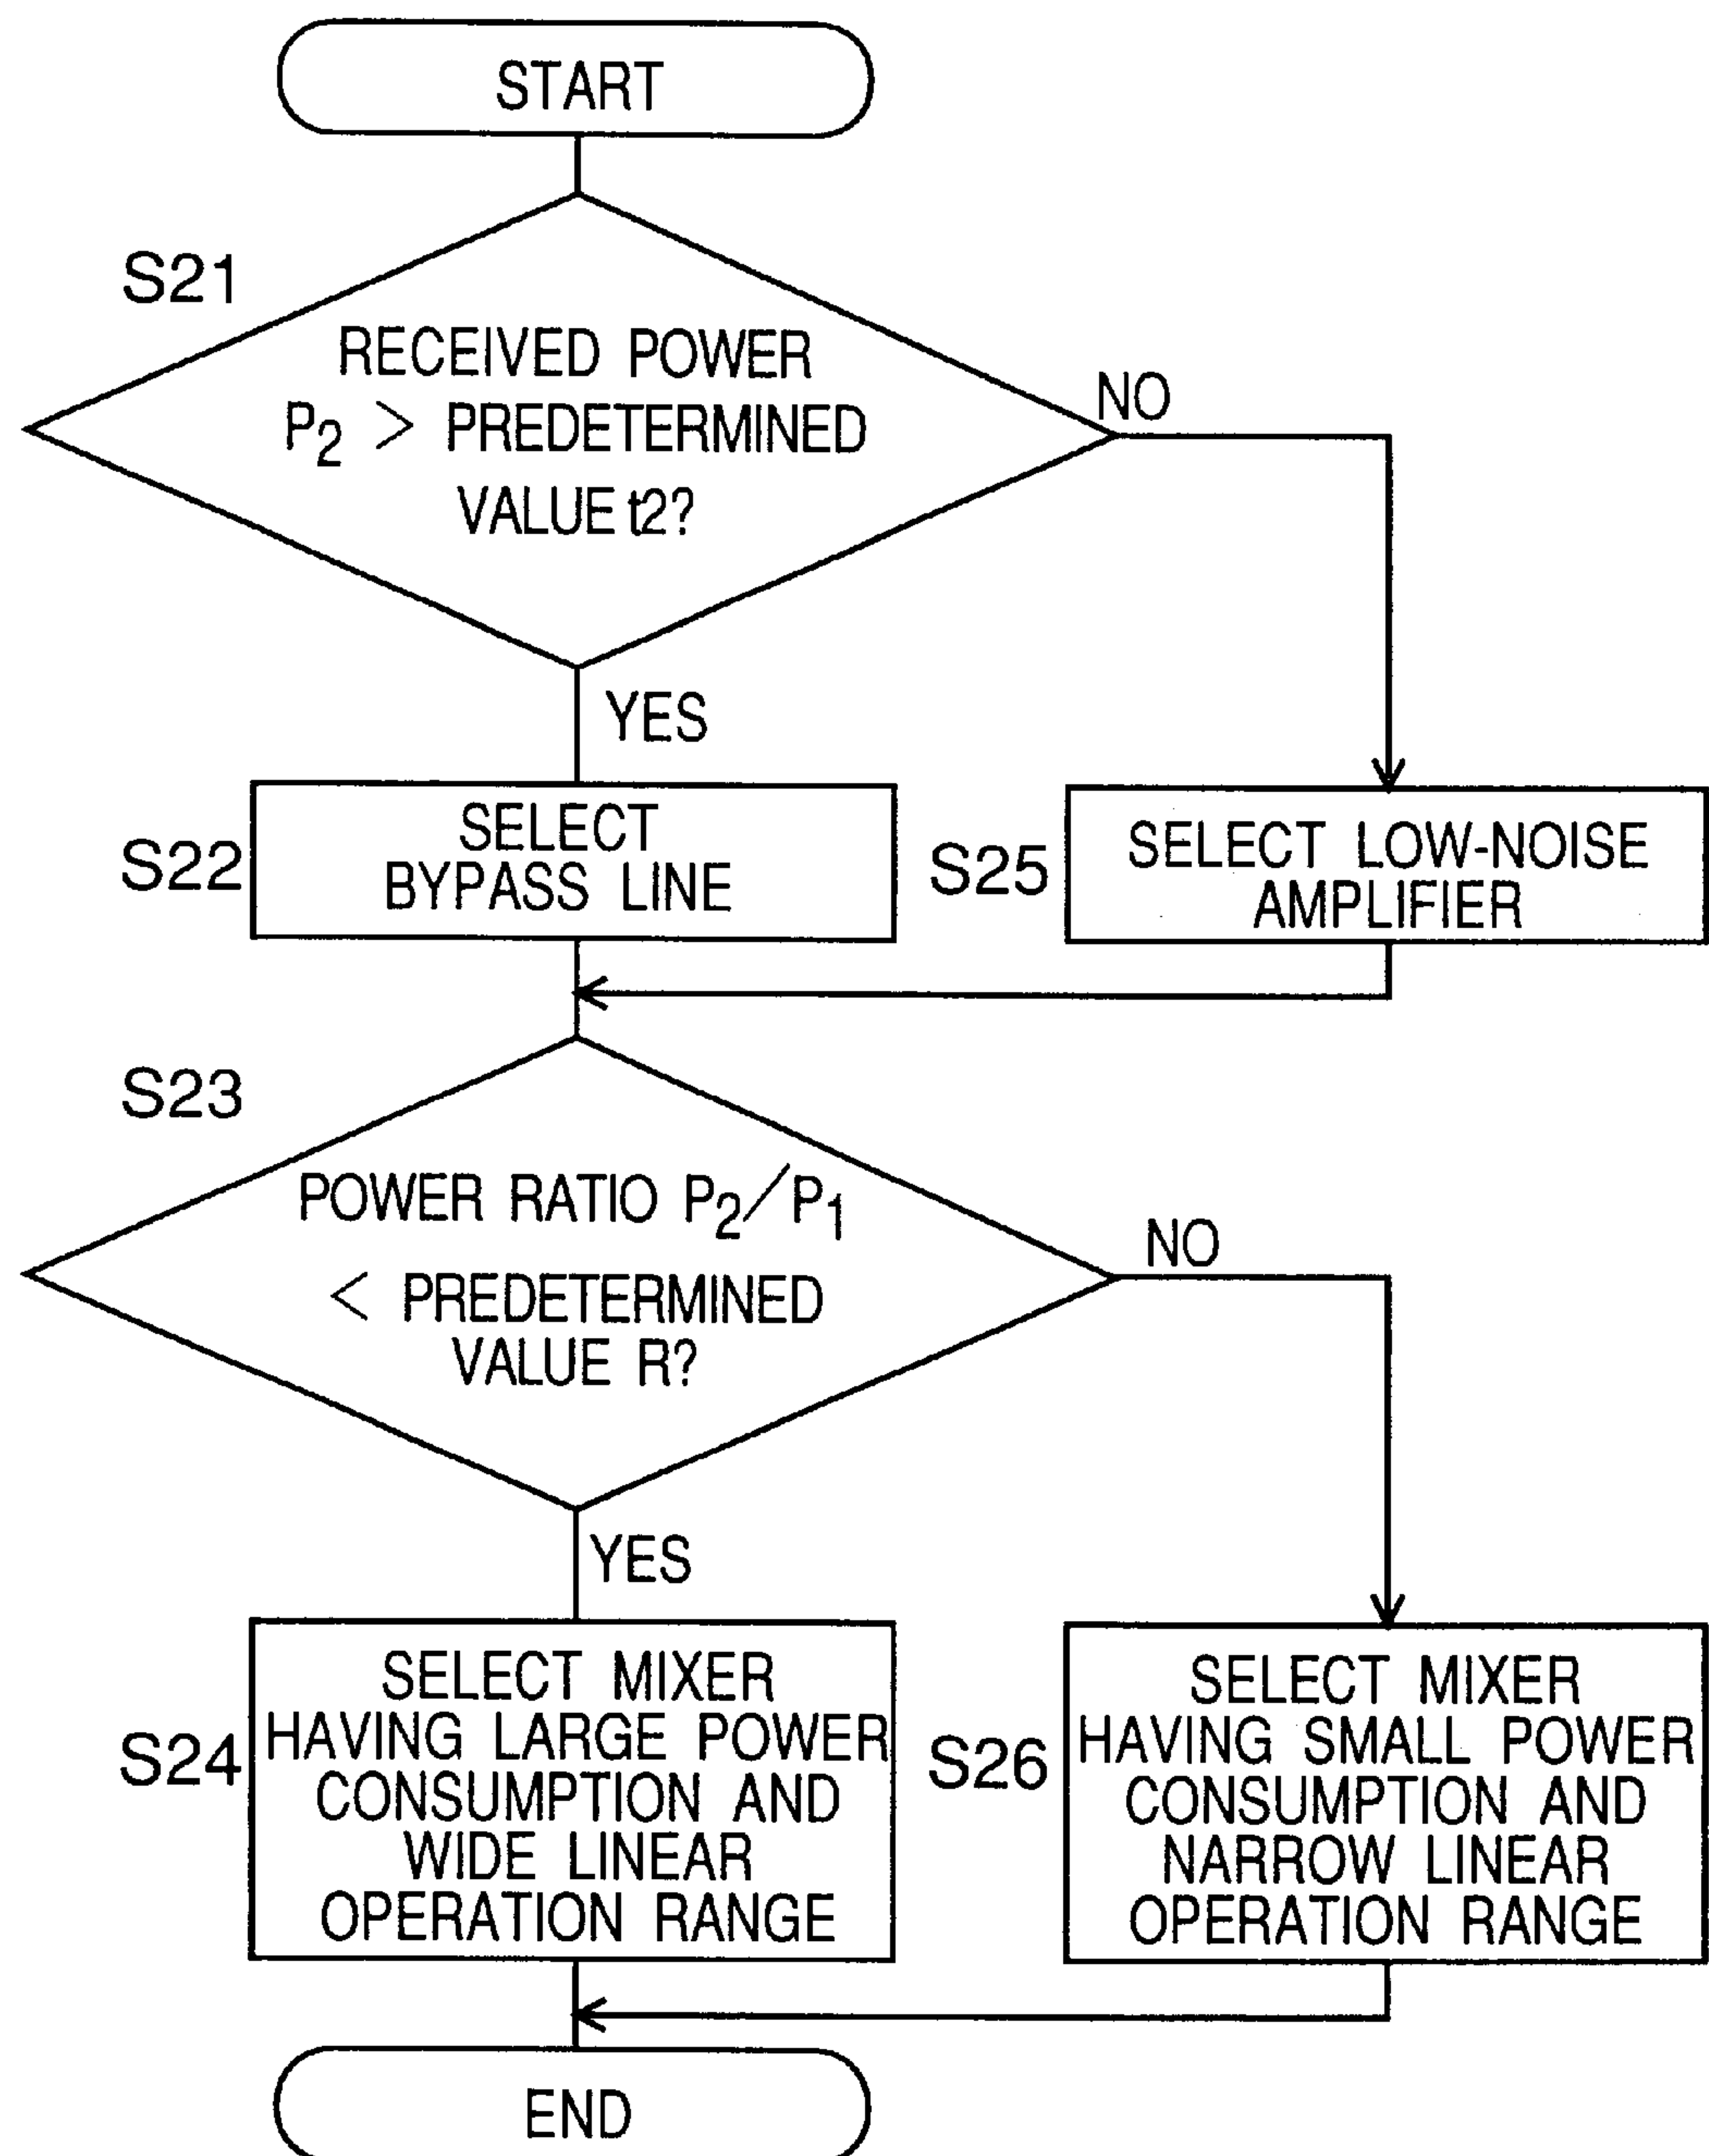 START
S21
RECEIVED POWER
P₂ > PREDETERMINED
VALUE t2?
NO
YES
S22
SELECT
BYPASS LINE
S25
SELECT LOW-NOISE
AMPLIFIER
S23
POWER RATIO P₂/P₁
< PREDETERMINED
VALUE R?
NO
YES
S24
SELECT MIXER
HAVING LARGE POWER
CONSUMPTION AND
WIDE LINEAR
OPERATION RANGE
S26
SELECT MIXER
HAVING SMALL POWER
CONSUMPTION AND
NARROW LINEAR
OPERATION RANGE
END